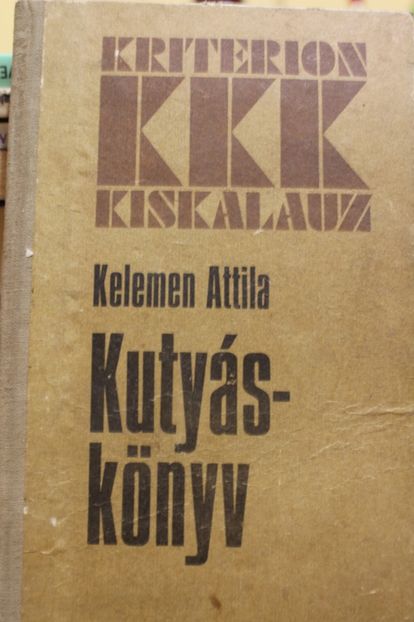 KRITERION
KKK
KISKALAUZ
Kelemen Attila
Kutyás-
könyv